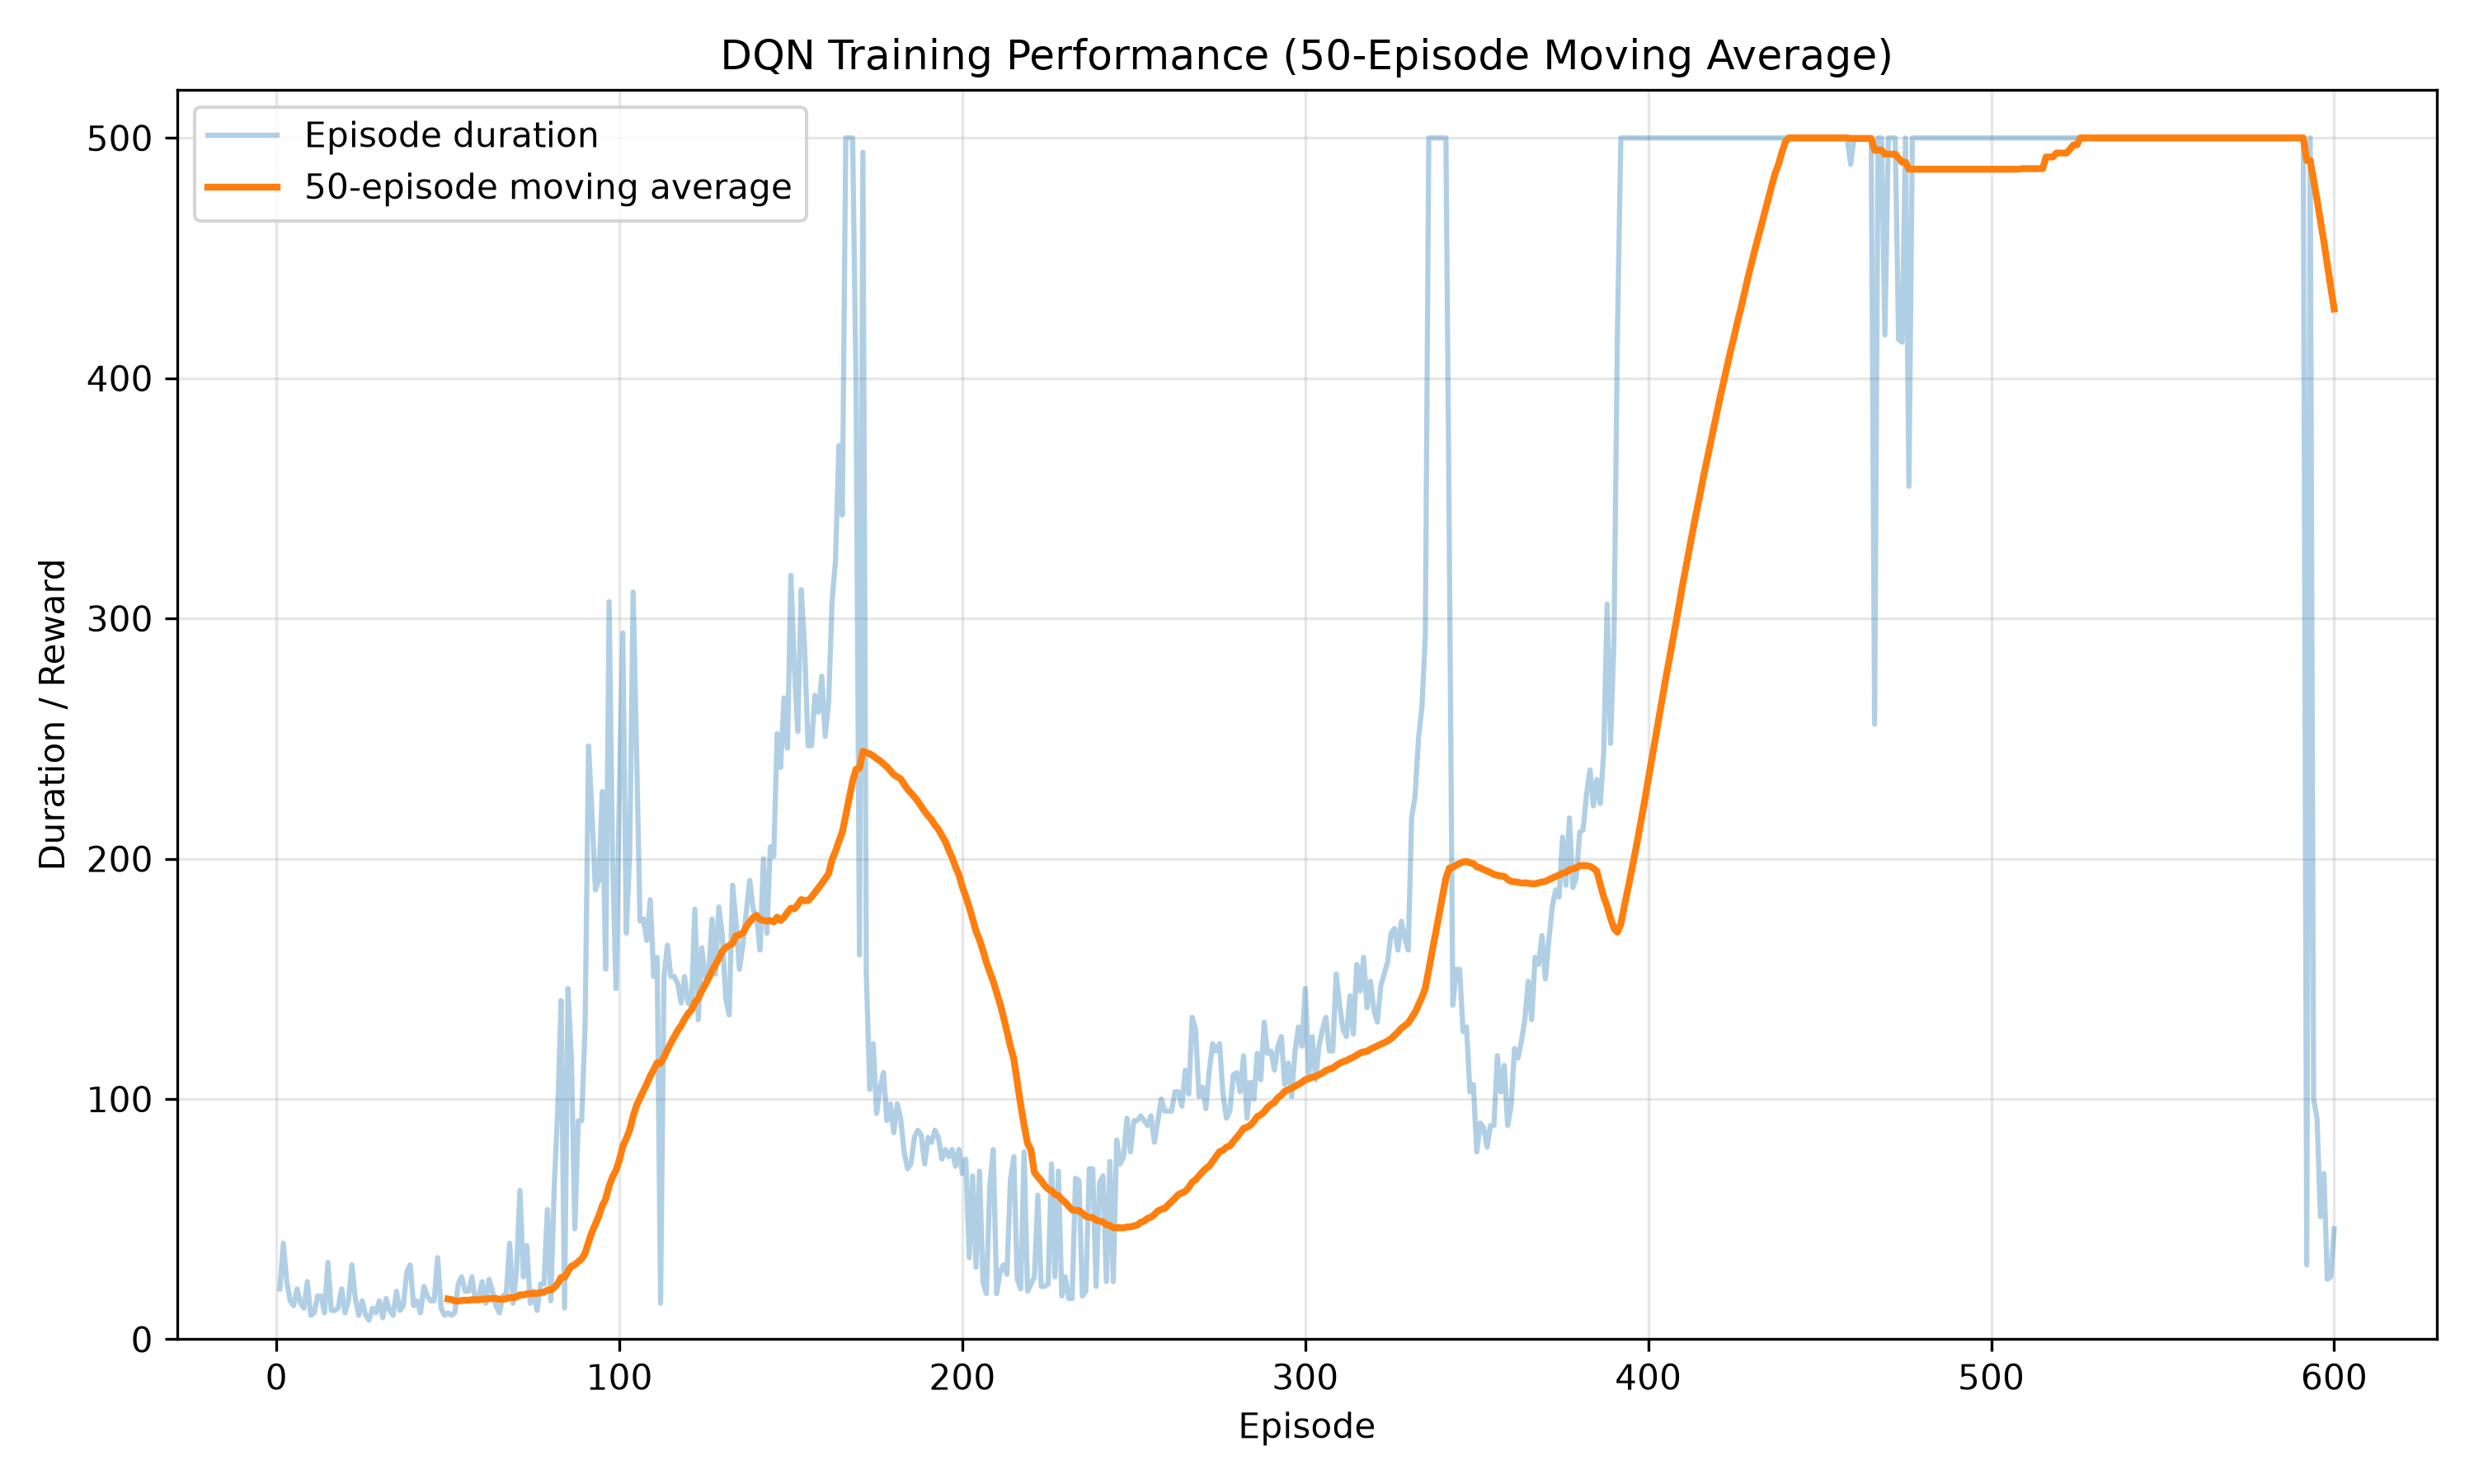 DQN Training Performance (50-Episode Moving Average)
Episode duration
50-episode moving average
Duration / Reward
500
400
300
200
100
0
0 100 200 300 400 500 600
Episode